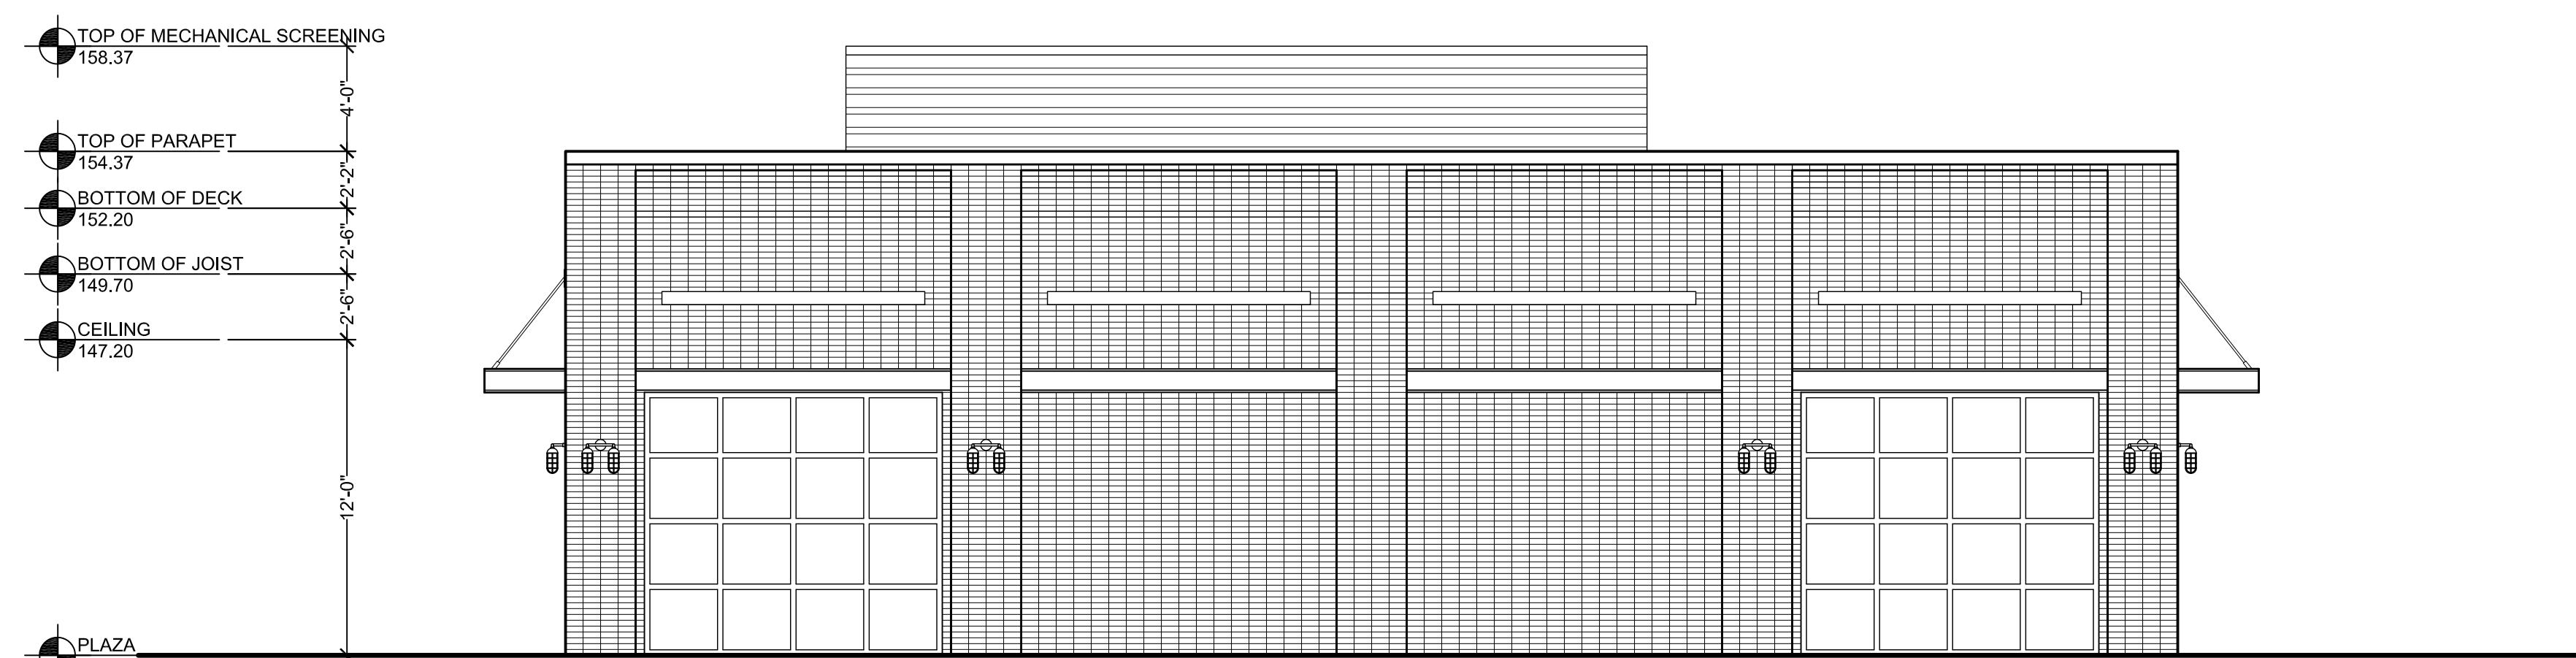 TOP OF MECHANICAL SCREENING
158.37
4'-0"
TOP OF PARAPET
154.37
2'-2"
BOTTOM OF DECK
152.20
2'-6"
BOTTOM OF JOIST
149.70
2'-6"
CEILING
147.20
12'-0"
PLAZA